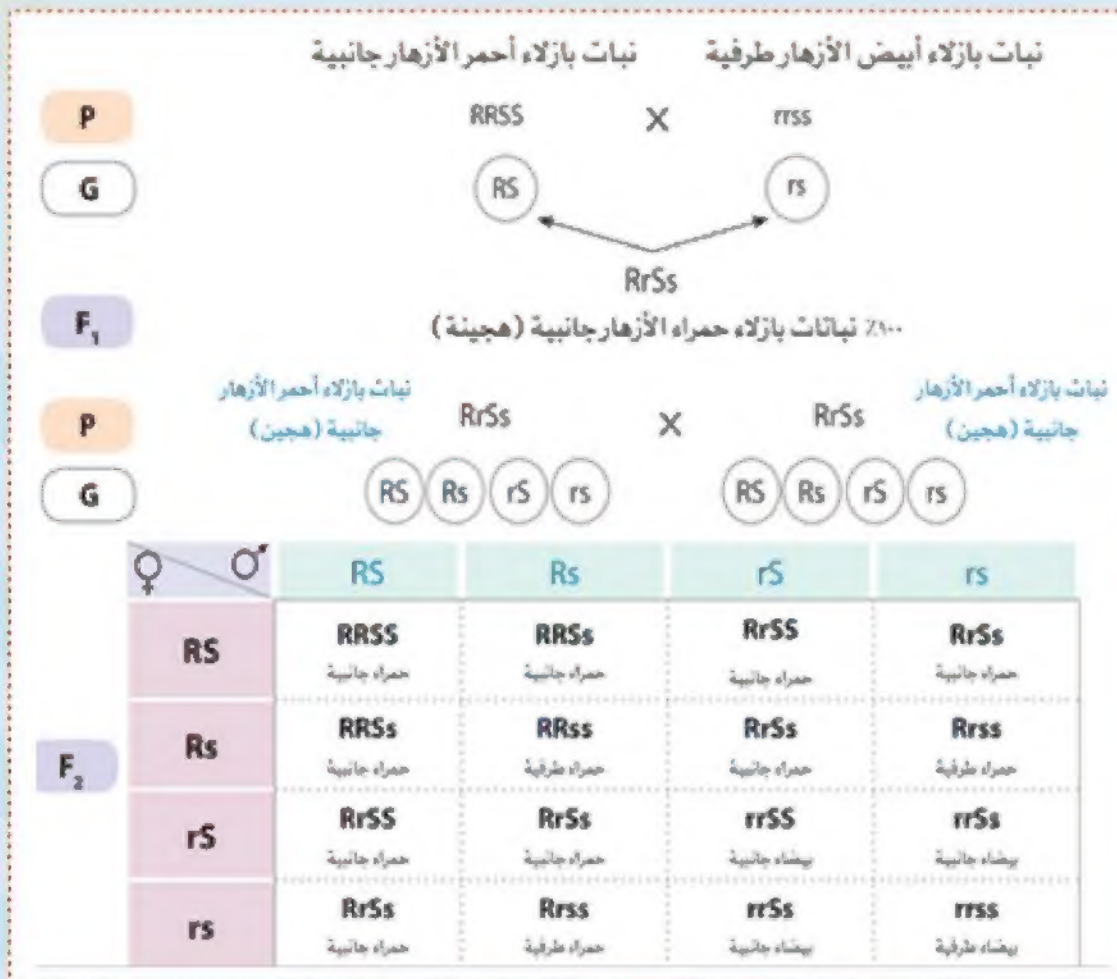 نبات بازلاء أحمر الأزهار جانبية نبات بازلاء أبيض الأزهار طرفية
P RRSS X rrss
G RS rs
RrSs
F₁ ١٠٠٪ نباتات بازلاء حمراء الأزهار جانبية (هجينة)
نبات بازلاء أحمر الأزهار نبات بازلاء أحمر الأزهار
P جانبية (هجين) RrSs X RrSs جانبية (هجين)
G RS Rs rS rs RS Rs rS rs
♀ ♂ RS Rs rS rs
RS RRSS RRSs RrSS RrSs
حمراء جانبية حمراء جانبية حمراء جانبية حمراء جانبية
Rs RRSs RRss RrSs Rrss
حمراء جانبية حمراء طرفية حمراء جانبية حمراء طرفية
F₂
rS RrSS RrSs rrSS rrSs
حمراء جانبية حمراء جانبية بيضاء جانبية بيضاء جانبية
rs RrSs Rrss rrSs rrss
حمراء جانبية حمراء طرفية بيضاء جانبية بيضاء طرفية